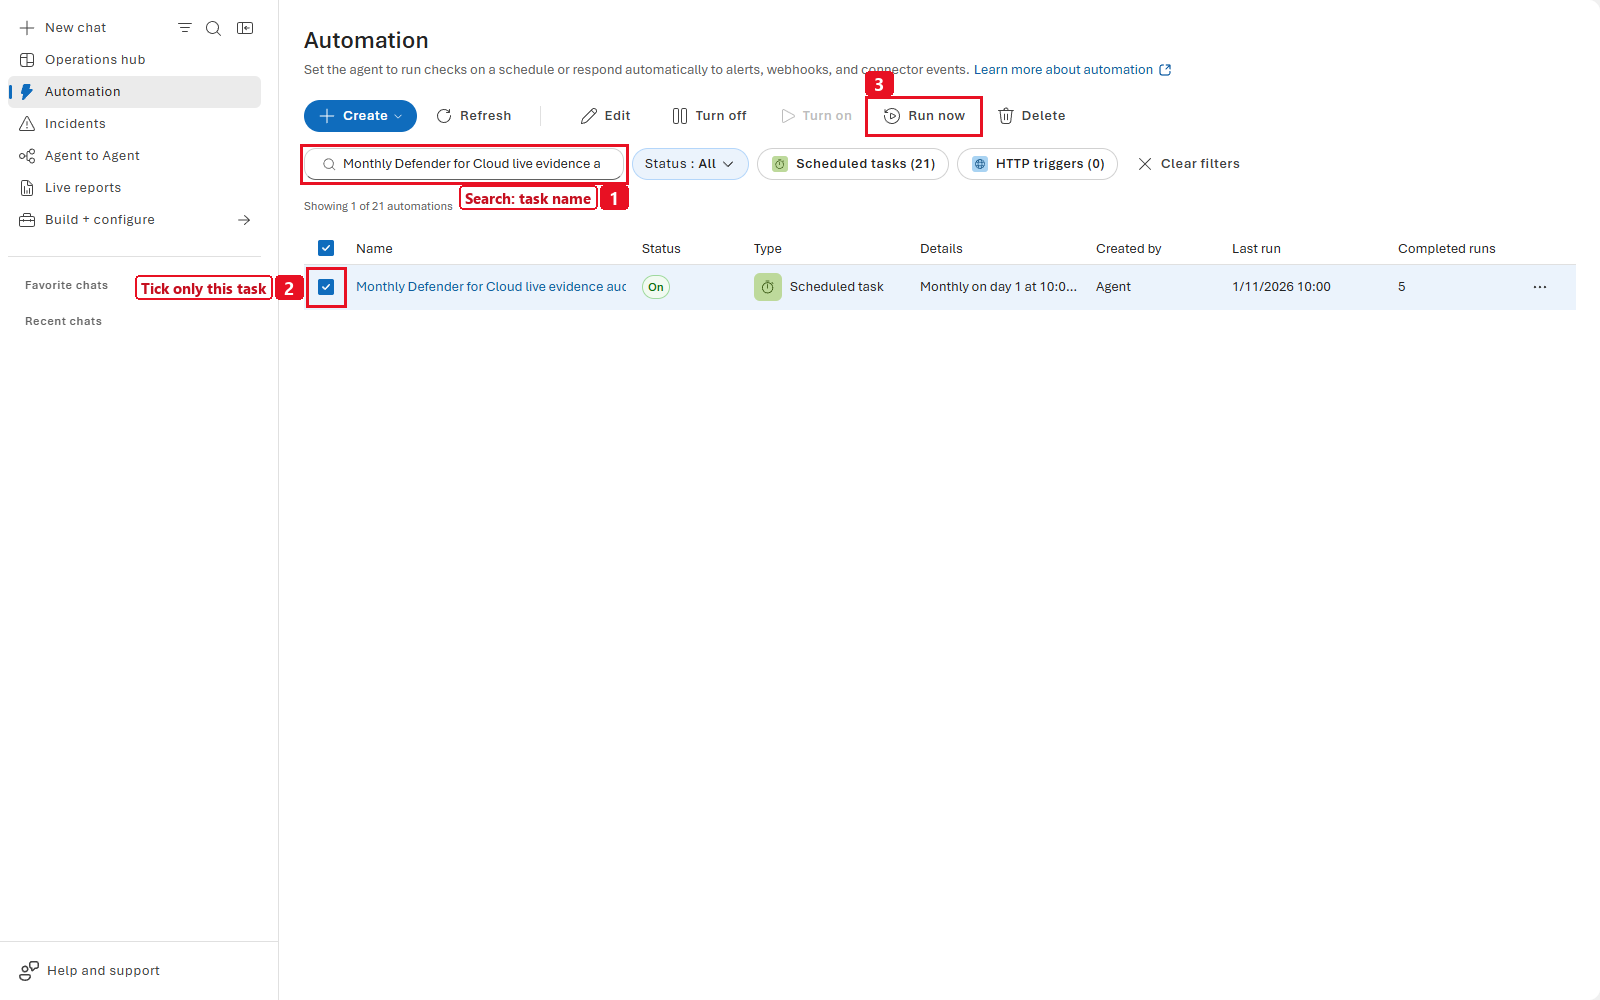 New chat
Operations hub
Automation
Incidents
Agent to Agent
Live reports
Build + configure
Favorite chats
Recent chats
Help and support
Automation
Set the agent to run checks on a schedule or respond automatically to alerts, webhooks, and connector events. Learn more about automation
3
Create
Refresh
Edit
Turn off
Turn on
Run now
Delete
Monthly Defender for Cloud live evidence a
Status : All
Scheduled tasks (21)
HTTP triggers (0)
Clear filters
Search: task name 1
Showing 1 of 21 automations
Name Status Type Details Created by Last run Completed runs
Tick only this task 2
Monthly Defender for Cloud live evidence auc On Scheduled task Monthly on day 1 at 10:0... Agent 1/11/2026 10:00 5